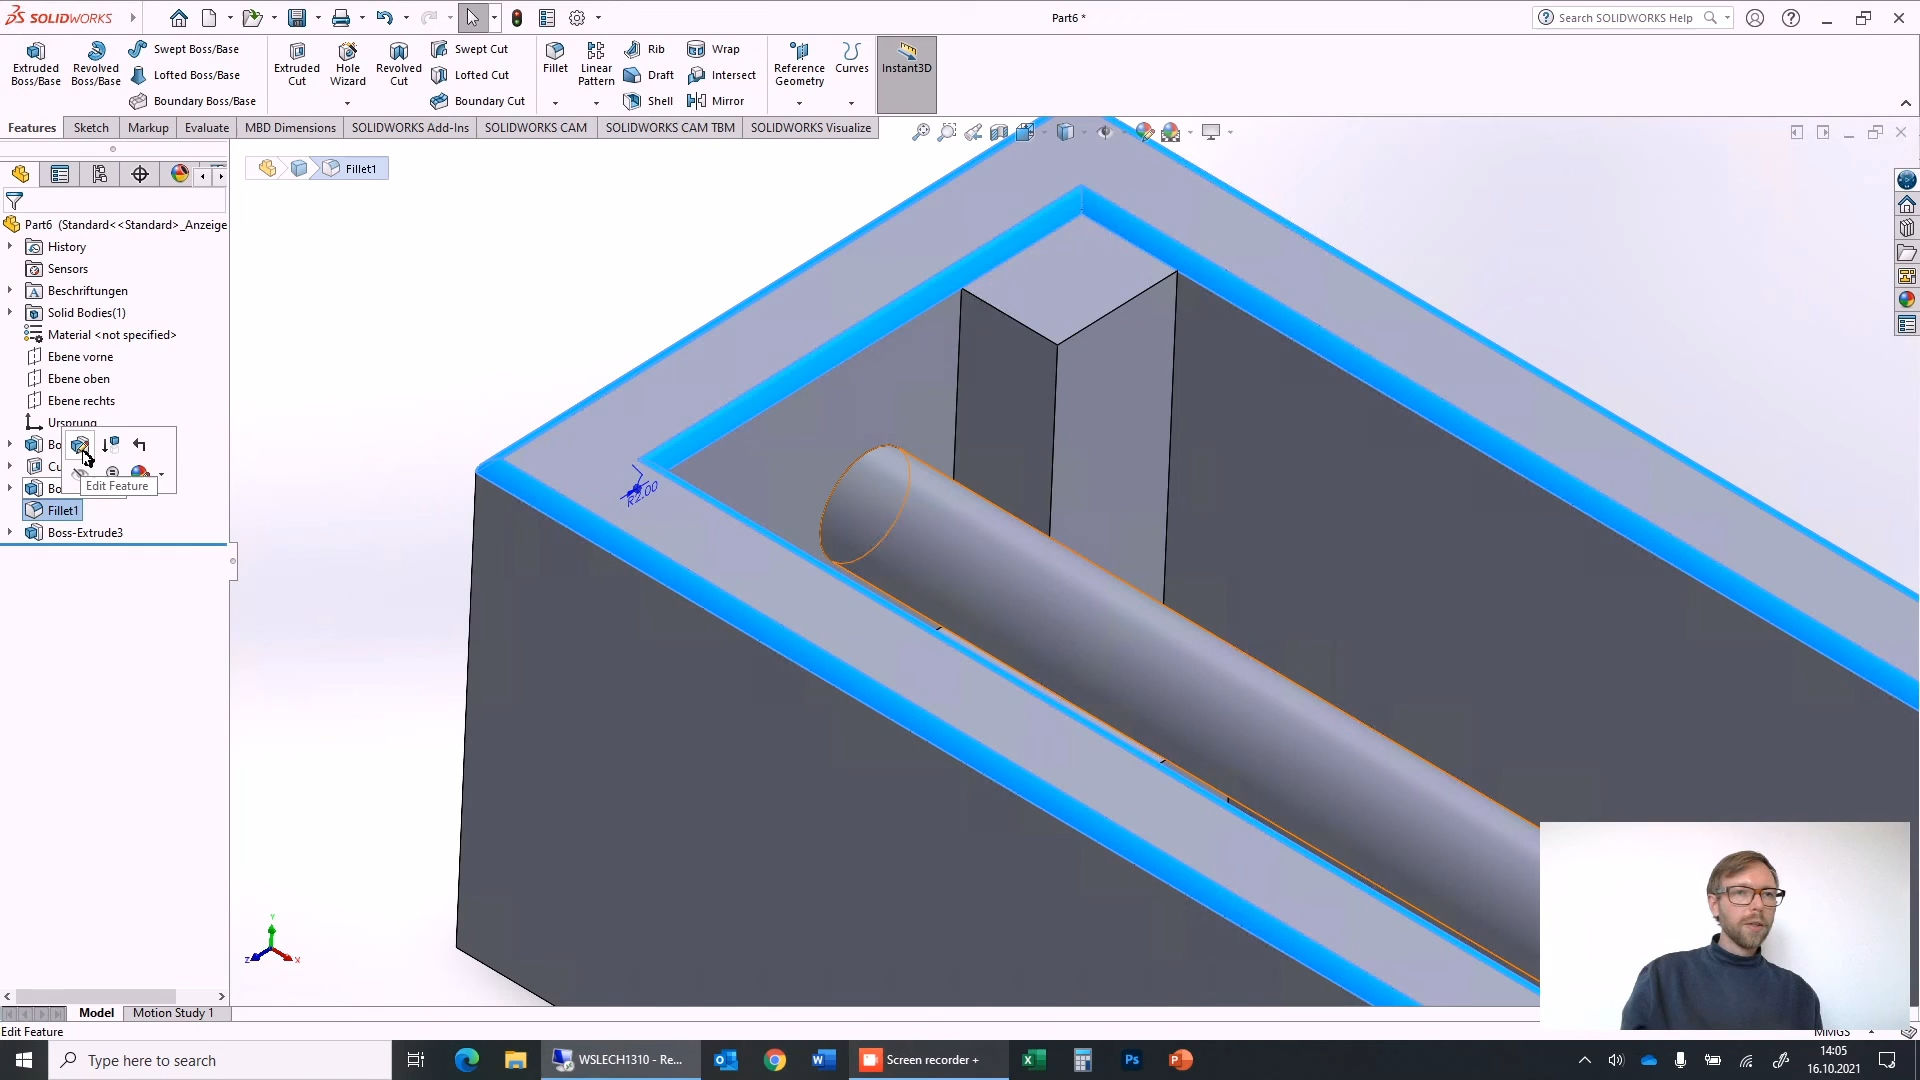 SOLIDWORKS
Part6 *
Search SOLIDWORKS Help
Extruded Boss/Base
Revolved Boss/Base
Swept Boss/Base
Lofted Boss/Base
Boundary Boss/Base
Extruded Cut
Hole Wizard
Revolved Cut
Swept Cut
Lofted Cut
Boundary Cut
Fillet
Linear Pattern
Rib
Draft
Shell
Wrap
Intersect
Mirror
Reference Geometry
Curves
Instant3D
Features
Sketch
Markup
Evaluate
MBD Dimensions
SOLIDWORKS Add-Ins
SOLIDWORKS CAM
SOLIDWORKS CAM TBM
SOLIDWORKS Visualize
Fillet1
Part6 (Standard<<Standard>_Anzeige
History
Sensors
Beschriftungen
Solid Bodies(1)
Material <not specified>
Ebene vorne
Ebene oben
Ebene rechts
Ursprung
Bo
Cu
Edit Feature
Bo
Fillet1
Boss-Extrude3
R2.00
Y
Z
X
Model
Motion Study 1
Edit Feature
MMGS
Type here to search
WSLECH1310 - Re...
Screen recorder +
14:05
16.10.2021